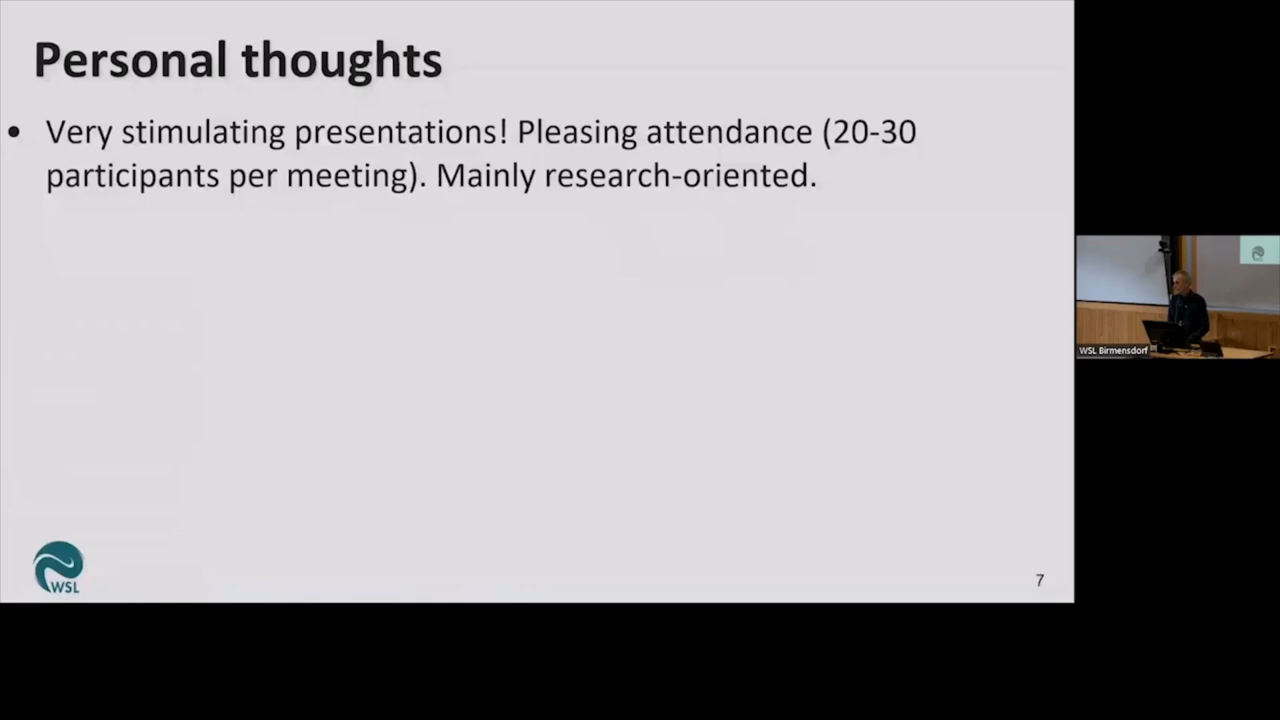 Personal thoughts
• Very stimulating presentations! Pleasing attendance (20-30
participants per meeting). Mainly research-oriented.
WSL
7
WSL Birmensdorf